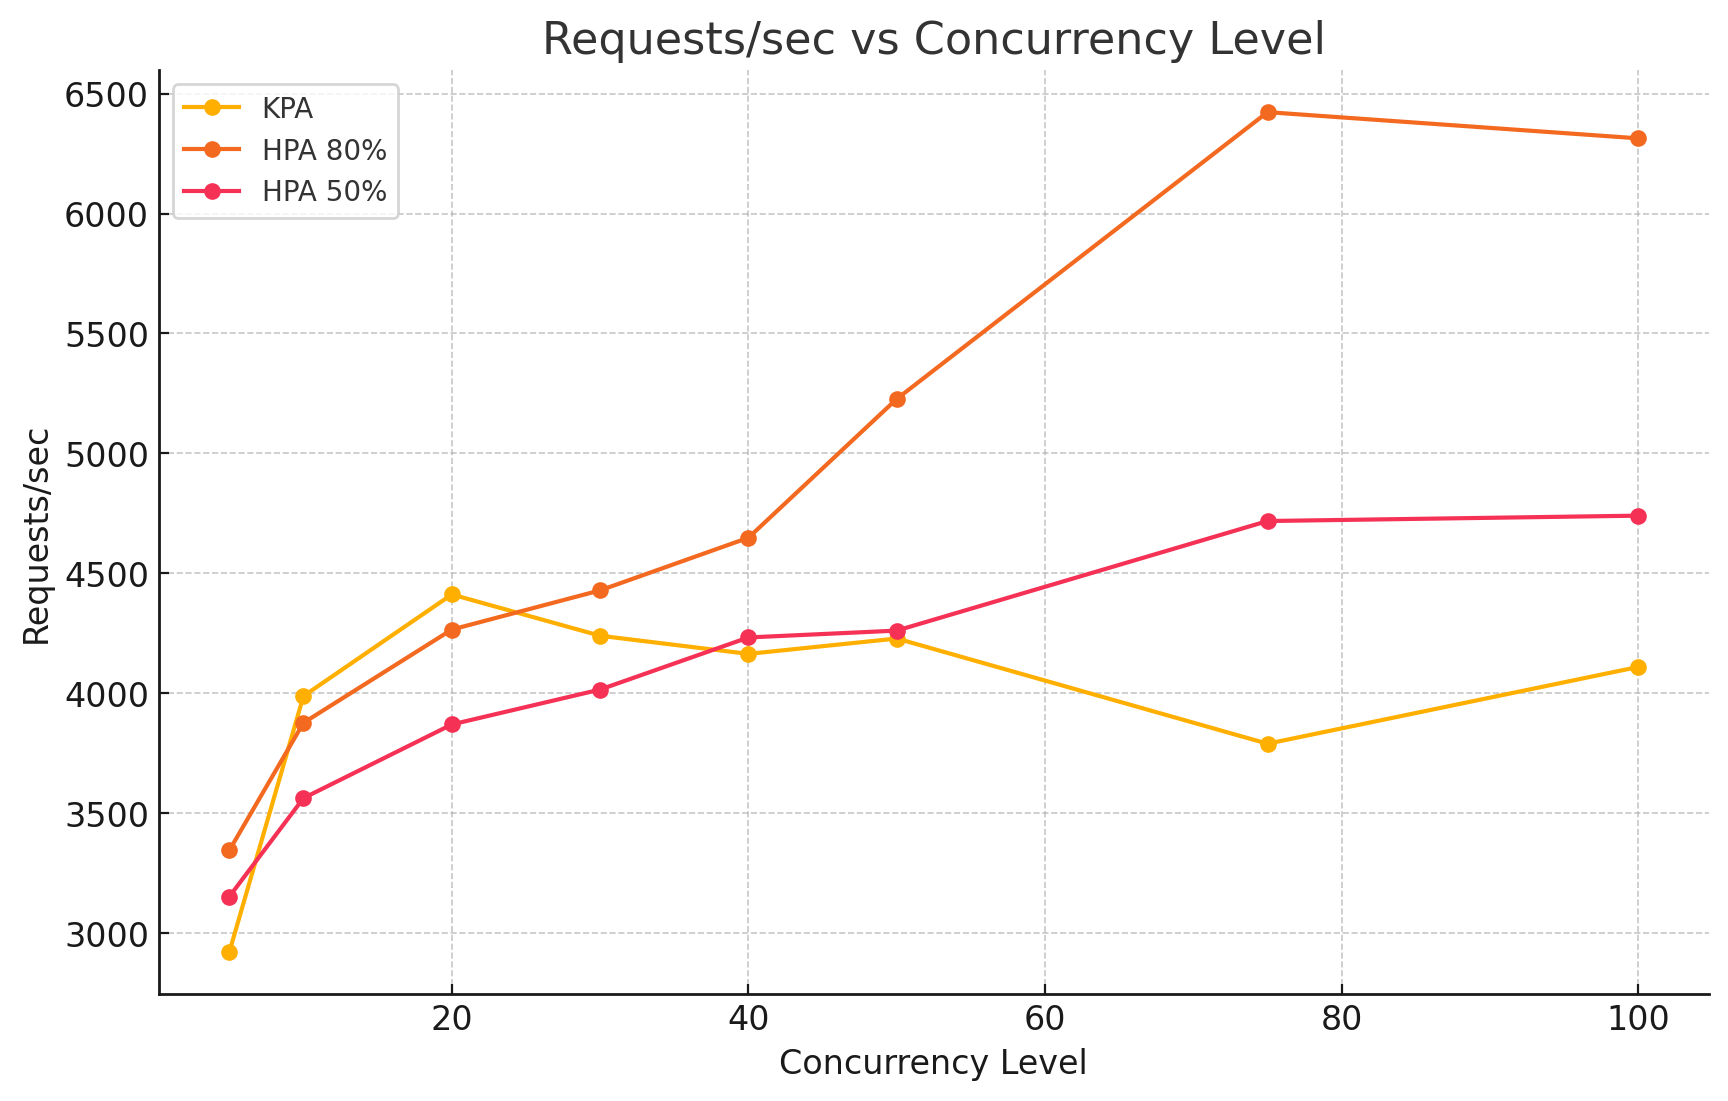 Requests/sec vs Concurrency Level
KPA
HPA 80%
HPA 50%
6500
6000
5500
5000
4500
4000
3500
3000
Requests/sec
20 40 60 80 100
Concurrency Level